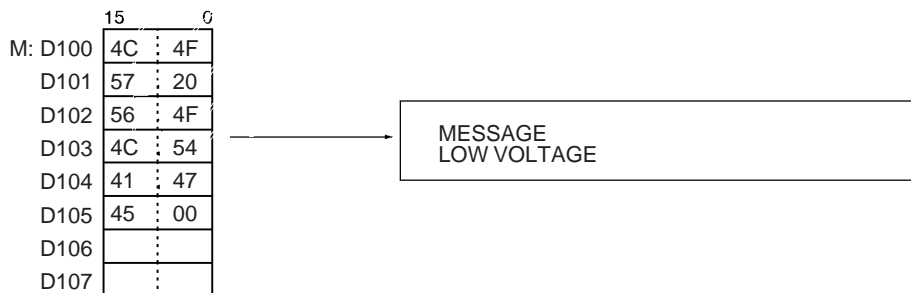 15 0
M: D100 4C 4F
D101 57 20
D102 56 4F
D103 4C 54
D104 41 47
D105 45 00
D106
D107
MESSAGE
LOW VOLTAGE